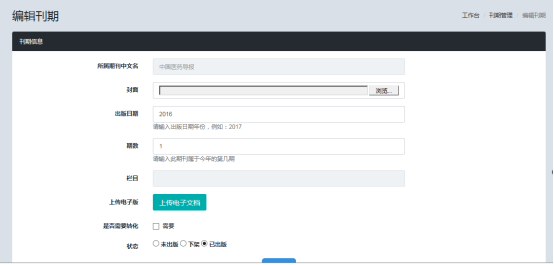 编辑刊期
工作台 刊期管理 编辑刊期
刊期信息
所属期刊中文名 中国医药导报
封面 浏览...
出版日期 2016
请输入出版日期年份，例如：2017
期数 1
请输入此期刊属于今年的第几期
栏目
上传电子版 上传电子文档
是否需要转化 需要
状态 未出版 下架 已出版